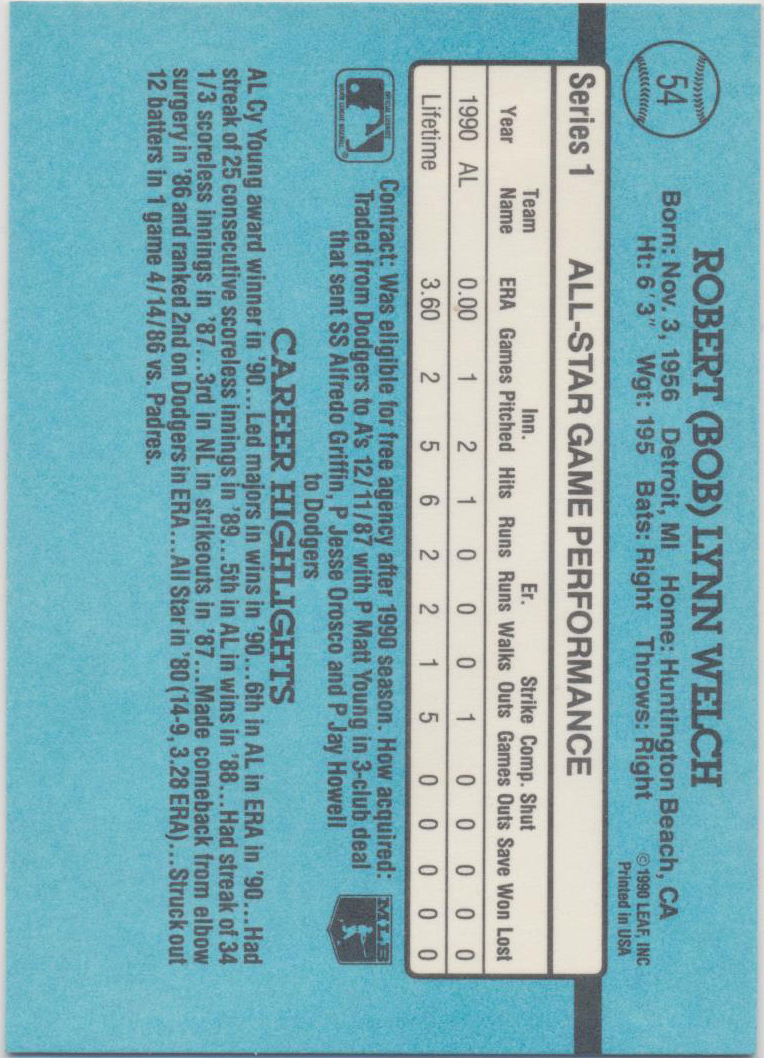 54
ROBERT (BOB) LYNN WELCH
Born: Nov. 3, 1956 Detroit, MI Home: Huntington Beach, CA
Ht: 6'3" Wgt: 195 Bats: Right Throws: Right
©1990 LEAF, INC
Printed in USA
Series 1 ALL-STAR GAME PERFORMANCE
Team Inn. Er. Strike Comp. Shut
Year Name ERA Games Pitched Hits Runs Runs Walks Outs Games Outs Save Won Lost
1990 AL 0.00 1 2 1 0 0 0 1 0 0 0 0 0
Lifetime 3.60 2 5 6 2 2 1 5 0 0 0 0 0
OFFICIAL LICENSEE
MAJOR LEAGUE BASEBALL
Contract: Was eligible for free agency after 1990 season. How acquired:
Traded from Dodgers to A's 12/11/87 with P Matt Young in 3-club deal
that sent SS Alfredo Griffin, P Jesse Orosco and P Jay Howell
to Dodgers
MLB
CAREER HIGHLIGHTS
AL Cy Young award winner in '90...Led majors in wins in '90...6th in AL in ERA in '90...Had
streak of 25 consecutive scoreless innings in '89...5th in AL in wins in '88...Had streak of 34
1/3 scoreless innings in '87...3rd in NL in strikeouts in '87...Made comeback from elbow
surgery in '86 and ranked 2nd on Dodgers in ERA...All Star in '80 (14-9, 3.28 ERA)...Struck out
12 batters in 1 game 4/14/86 vs. Padres.